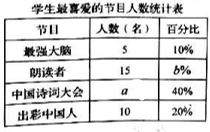 学生最喜爱的节目人数统计表
节目 人数（名） 百分比
最强大脑 5 10%
朗读者 15 b%
中国诗词大会 a 40%
出彩中国人 10 20%